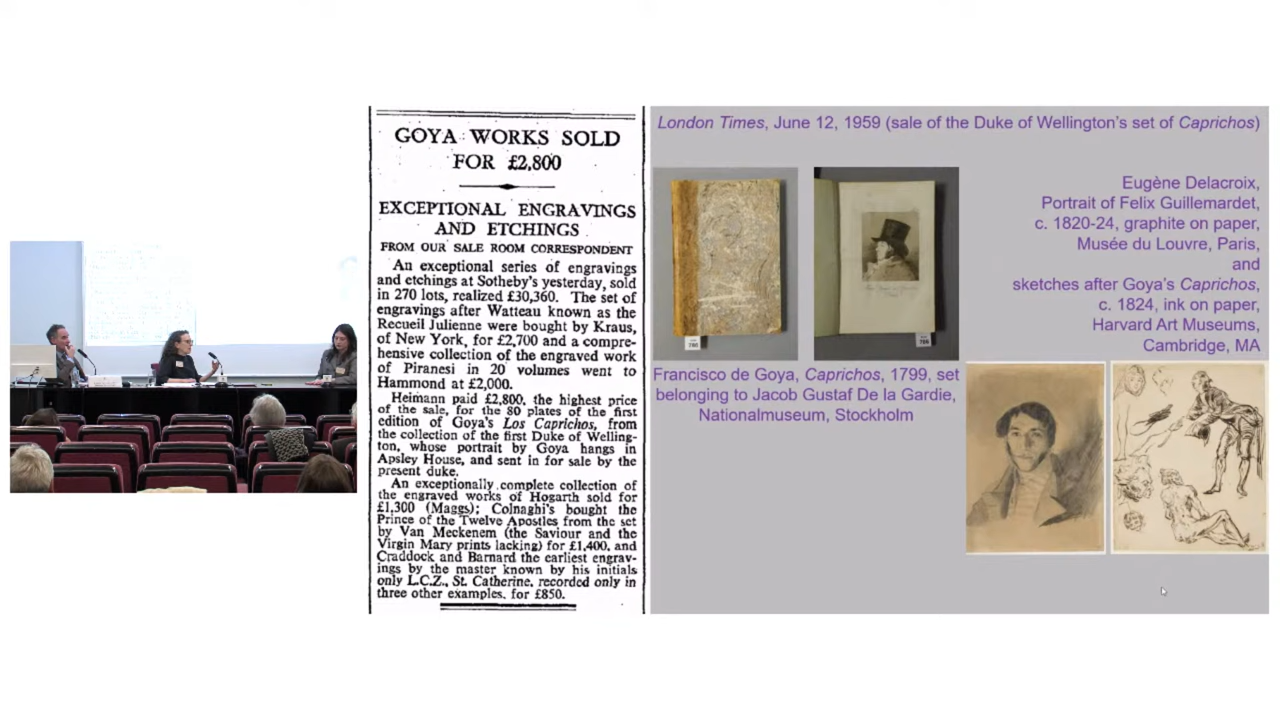 GOYA WORKS SOLD
FOR £2,800
EXCEPTIONAL ENGRAVINGS
AND ETCHINGS
FROM OUR SALE ROOM CORRESPONDENT
An exceptional series of engravings
and etchings at Sotheby's yesterday, sold
in 270 lots, realized £30,360. The set of
engravings after Watteau known as the
Recueil Julienne were bought by Kraus,
of New York, for £2,700 and a compre-
hensive collection of the engraved work
of Piranesi in 20 volumes went to
Hammond at £2,000.
Heimann paid £2,800, the highest price
of the sale, for the 80 plates of the first
edition of Goya's Los Caprichos, from
the collection of the first Duke of Welling-
ton, whose portrait by Goya hangs in
Apsley House, and sent in for sale by the
present duke.
An exceptionally complete collection of
the engraved works of Hogarth sold for
£1,300 (Maggs); Colnaghi's bought the
Prince of the Twelve Apostles from the set
by Van Meckenem (the Saviour and the
Virgin Mary prints lacking) for £1,400, and
Craddock and Barnard the earliest engrav-
ings by the master known by his initials
only L.C.Z., St. Catherine, recorded only in
three other examples, for £850.
London Times, June 12, 1959 (sale of the Duke of Wellington's set of Caprichos)
Eugène Delacroix,
Portrait of Felix Guillemardet,
c. 1820-24, graphite on paper,
Musée du Louvre, Paris,
and
sketches after Goya's Caprichos,
c. 1824, ink on paper,
Harvard Art Museums,
Cambridge, MA
Francisco de Goya, Caprichos, 1799, set
belonging to Jacob Gustaf De la Gardie,
Nationalmuseum, Stockholm